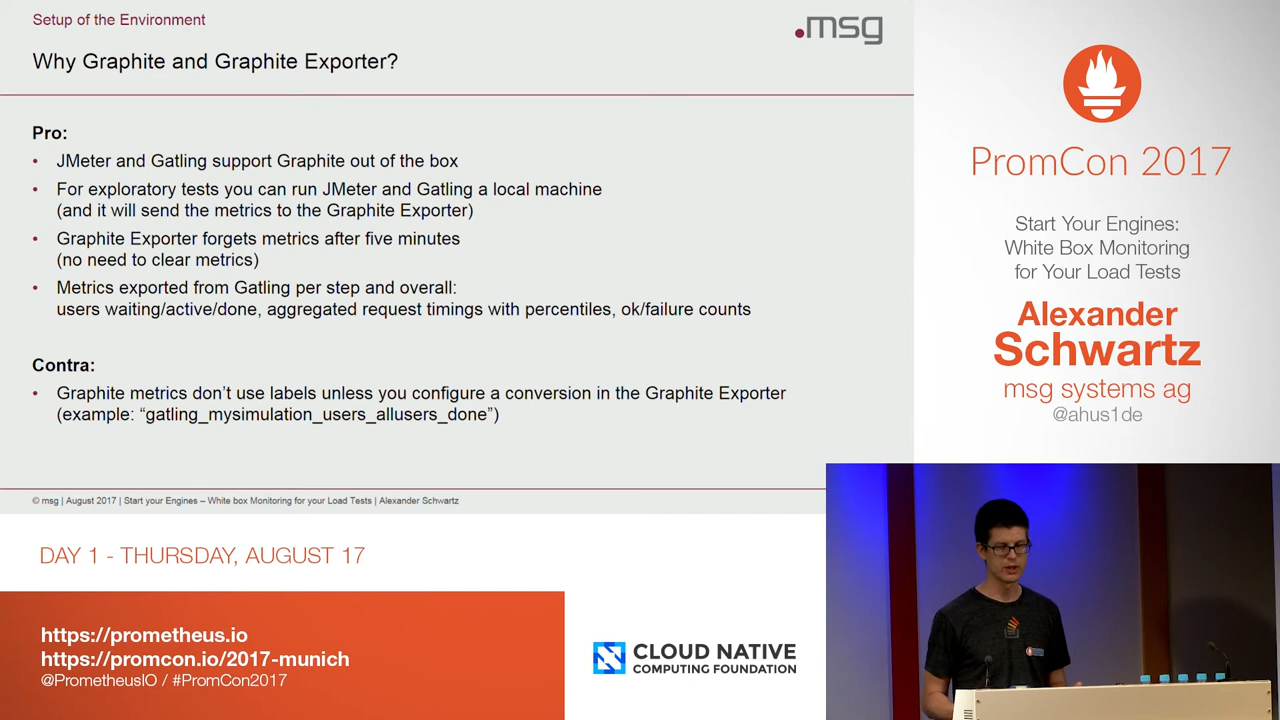 Setup of the Environment
.msg
Why Graphite and Graphite Exporter?
Pro:
• JMeter and Gatling support Graphite out of the box
• For exploratory tests you can run JMeter and Gatling a local machine
(and it will send the metrics to the Graphite Exporter)
• Graphite Exporter forgets metrics after five minutes
(no need to clear metrics)
• Metrics exported from Gatling per step and overall:
users waiting/active/done, aggregated request timings with percentiles, ok/failure counts
Contra:
• Graphite metrics don't use labels unless you configure a conversion in the Graphite Exporter
(example: “gatling_mysimulation_users_allusers_done”)
© msg | August 2017 | Start your Engines – White box Monitoring for your Load Tests | Alexander Schwartz
PromCon 2017
Start Your Engines:
White Box Monitoring
for Your Load Tests
Alexander
Schwartz
msg systems ag
@ahus1de
DAY 1 - THURSDAY, AUGUST 17
https://prometheus.io
https://promcon.io/2017-munich
@PrometheusIO / #PromCon2017
CLOUD NATIVE
COMPUTING FOUNDATION